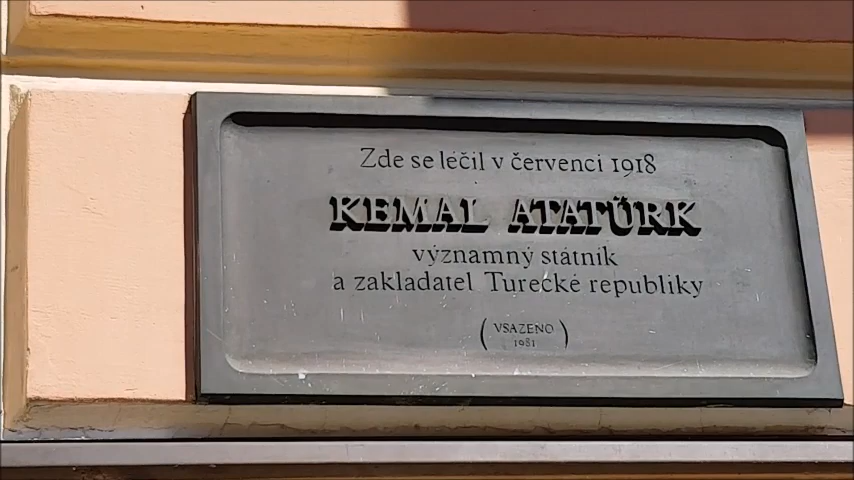 Zde se léčil v červenci 1918
KEMAL ATATÜRK
významný státník
a zakladatel Turecké republiky
(VSAZENO
1981)